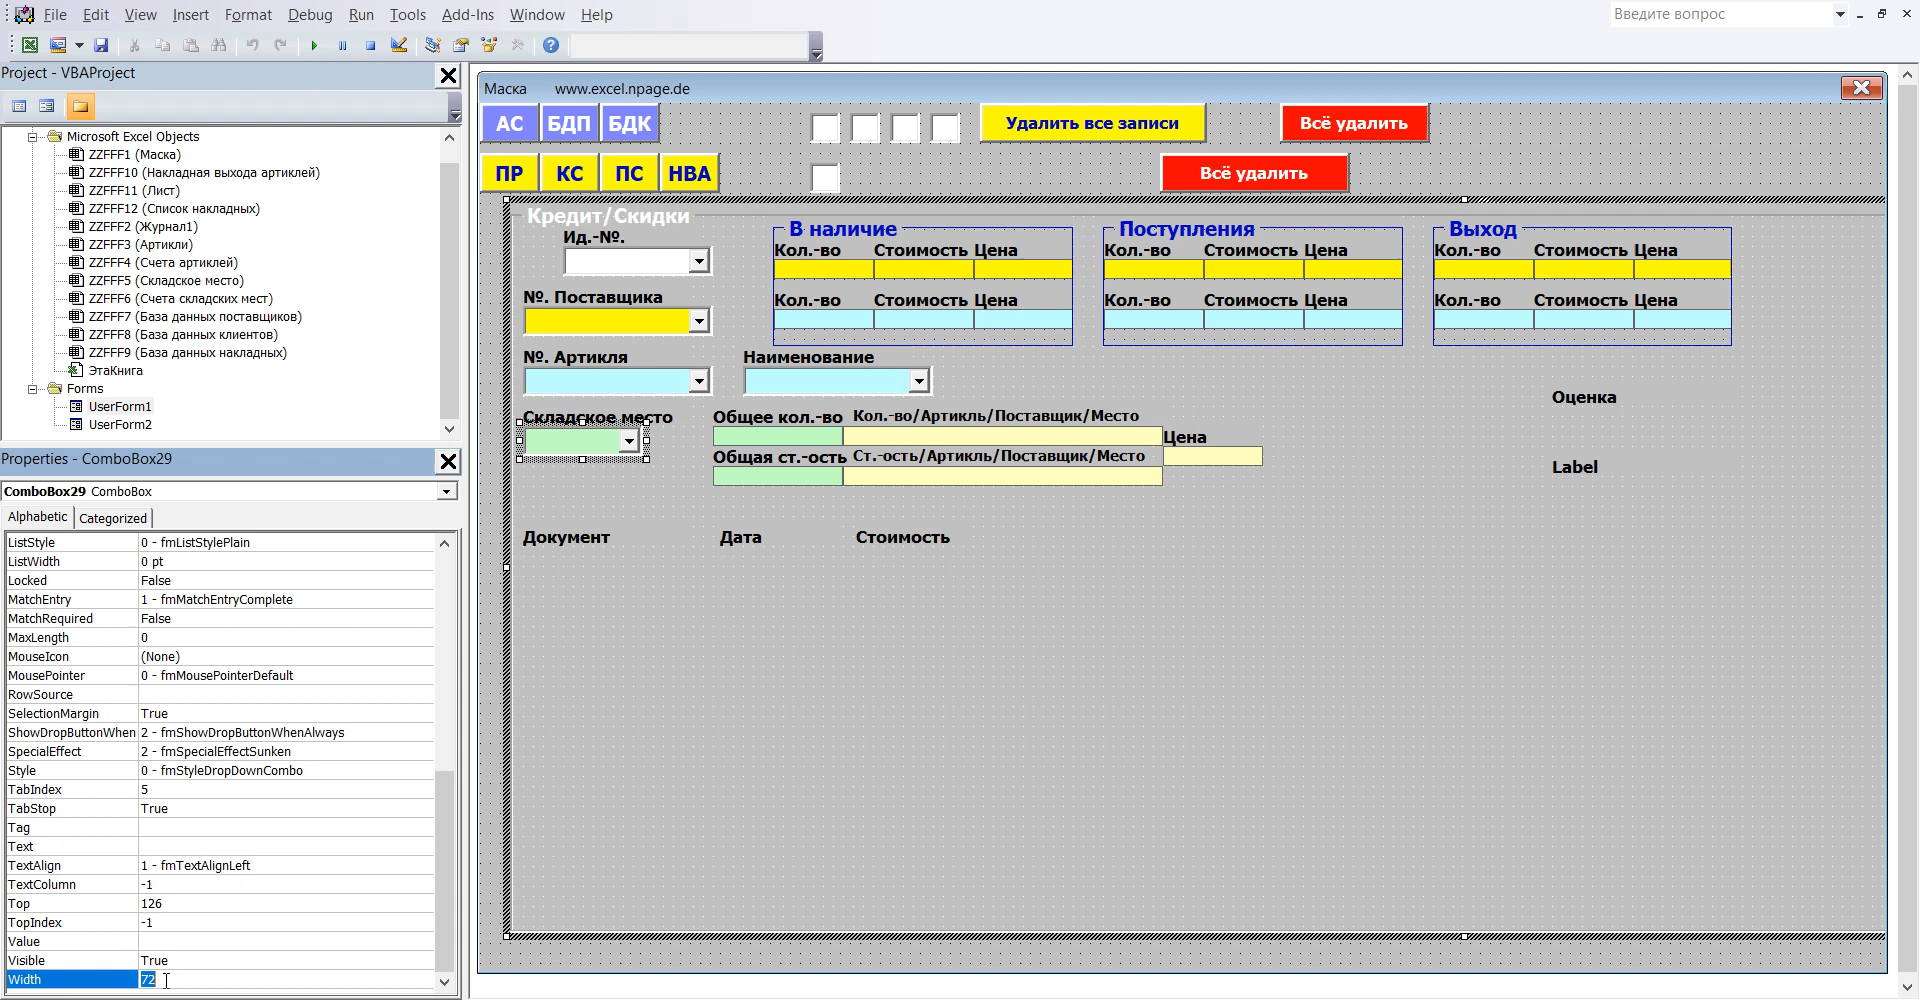 File Edit View Insert Format Debug Run Tools Add-Ins Window Help
Введите вопрос
Project - VBAProject
Microsoft Excel Objects
ZZFFF1 (Маска)
ZZFFF10 (Накладная выхода артиклей)
ZZFFF11 (Лист)
ZZFFF12 (Список накладных)
ZZFFF2 (Журнал1)
ZZFFF3 (Артикли)
ZZFFF4 (Счета артиклей)
ZZFFF5 (Складское место)
ZZFFF6 (Счета складских мест)
ZZFFF7 (База данных поставщиков)
ZZFFF8 (База данных клиентов)
ZZFFF9 (База данных накладных)
ЭтаКнига
Forms
UserForm1
UserForm2
Properties - ComboBox29
ComboBox29 ComboBox
Alphabetic Categorized
ListStyle 0 - fmListStylePlain
ListWidth 0 pt
Locked False
MatchEntry 1 - fmMatchEntryComplete
MatchRequired False
MaxLength 0
MouseIcon (None)
MousePointer 0 - fmMousePointerDefault
RowSource
SelectionMargin True
ShowDropButtonWhen 2 - fmShowDropButtonWhenAlways
SpecialEffect 2 - fmSpecialEffectSunken
Style 0 - fmStyleDropDownCombo
TabIndex 5
TabStop True
Tag
Text
TextAlign 1 - fmTextAlignLeft
TextColumn -1
Top 126
TopIndex -1
Value
Visible True
Width 72
Маска www.excel.npage.de
АС БДП БДК Удалить все записи Всё удалить
ПР КС ПС НВА Всё удалить
Кредит/Скидки
Ид.-№.
В наличие Поступления Выход
Кол.-во Стоимость Цена Кол.-во Стоимость Цена Кол.-во Стоимость Цена
№. Поставщика
Кол.-во Стоимость Цена Кол.-во Стоимость Цена Кол.-во Стоимость Цена
№. Артикля Наименование
Оценка
Складское место Общее кол.-во Кол.-во/Артикль/Поставщик/Место
Цена
Общая ст.-ость Ст.-ость/Артикль/Поставщик/Место
Label
Документ Дата Стоимость